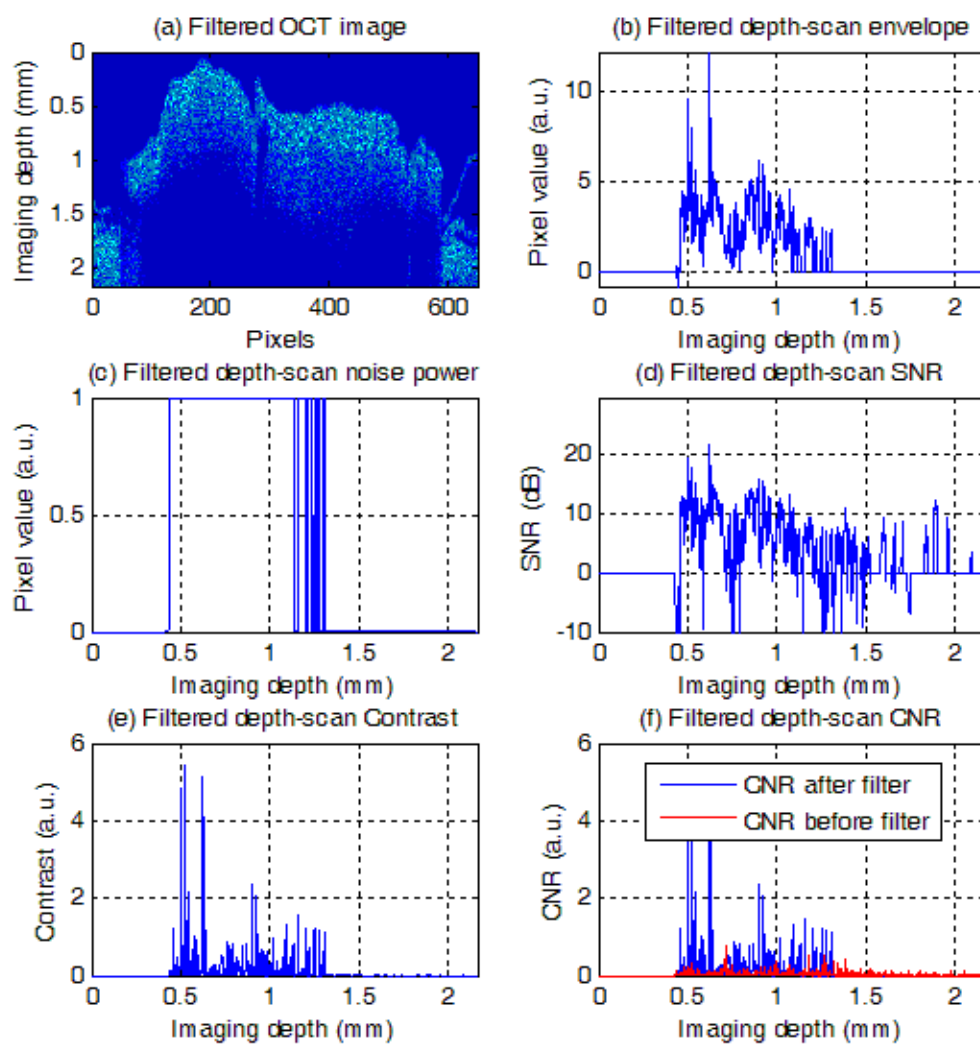 (a) Filtered OCT image
0
0.5
1
1.5
2
Imaging depth (mm)
0 200 400 600
Pixels
(b) Filtered depth-scan envelope
10
5
0
Pixel value (a.u.)
0 0.5 1 1.5 2
Imaging depth (mm)
(c) Filtered depth-scan noise power
1
0.5
0
Pixel value (a.u.)
0 0.5 1 1.5 2
Imaging depth (mm)
(d) Filtered depth-scan SNR
20
10
0
-10
SNR (dB)
0 0.5 1 1.5 2
Imaging depth (mm)
(e) Filtered depth-scan Contrast
6
4
2
0
Contrast (a.u.)
0 0.5 1 1.5 2
Imaging depth (mm)
(f) Filtered depth-scan CNR
6
4
2
0
CNR (a.u.)
CNR after filter
CNR before filter
0 0.5 1 1.5 2
Imaging depth (mm)